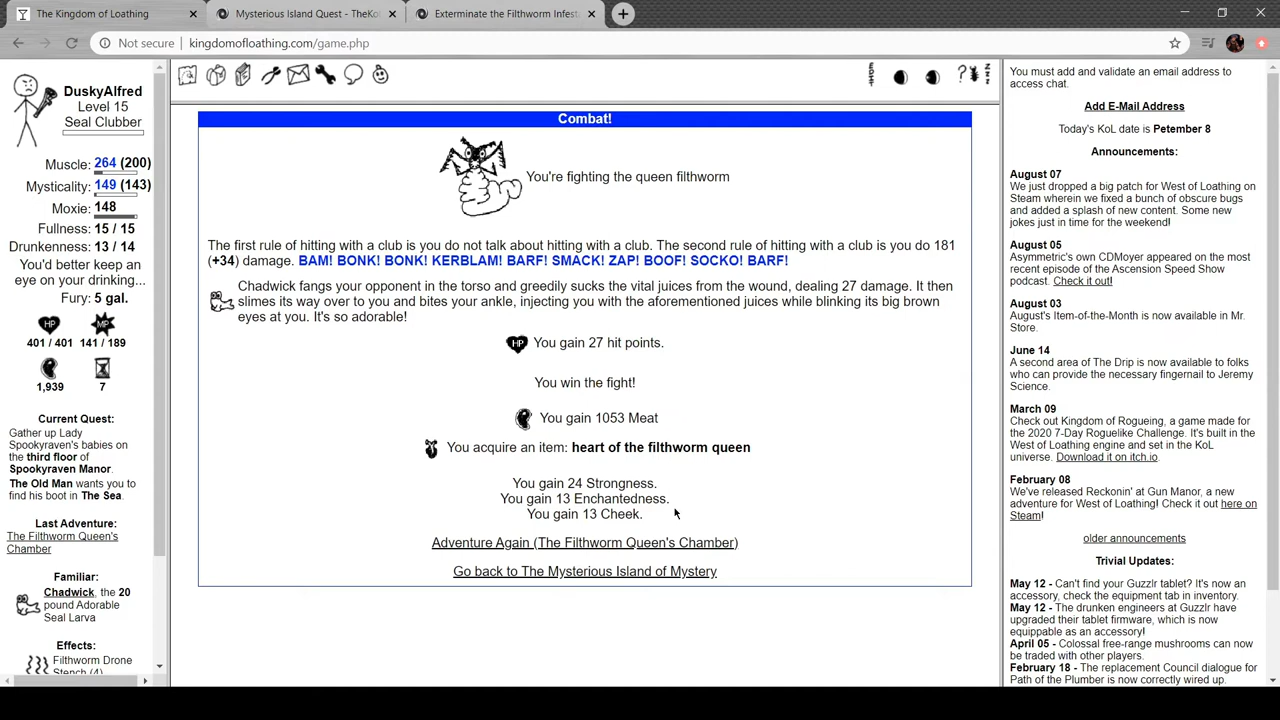 The Kingdom of Loathing
Mysterious Island Quest - TheKol
Exterminate the Filthworm Infest
Not secure | kingdomofloathing.com/game.php
DuskyAlfred
Level 15
Seal Clubber
Muscle: 264 (200)
Mysticality: 149 (143)
Moxie: 148
Fullness: 15 / 15
Drunkenness: 13 / 14
You'd better keep an
eye on your drinking...
Fury: 5 gal.
HP MP
401 / 401 141 / 189
1,939 7
Current Quest:
Gather up Lady
Spookyraven's babies on
the third floor of
Spookyraven Manor.
The Old Man wants you to
find his boot in The Sea.
Last Adventure:
The Filthworm Queen's
Chamber
Familiar:
Chadwick, the 20
pound Adorable
Seal Larva
Effects:
Filthworm Drone
Stench (4)
Combat!
You're fighting the queen filthworm
The first rule of hitting with a club is you do not talk about hitting with a club. The second rule of hitting with a club is you do 181
(+34) damage. BAM! BONK! BONK! KERBLAM! BARF! SMACK! ZAP! BOOF! SOCKO! BARF!
Chadwick fangs your opponent in the torso and greedily sucks the vital juices from the wound, dealing 27 damage. It then
slimes its way over to you and bites your ankle, injecting you with the aforementioned juices while blinking its big brown
eyes at you. It's so adorable!
HP You gain 27 hit points.
You win the fight!
You gain 1053 Meat
You acquire an item: heart of the filthworm queen
You gain 24 Strongness.
You gain 13 Enchantedness.
You gain 13 Cheek.
Adventure Again (The Filthworm Queen's Chamber)
Go back to The Mysterious Island of Mystery
You must add and validate an email address to
access chat.
Add E-Mail Address
Today's KoL date is Petember 8
Announcements:
August 07
We just dropped a big patch for West of Loathing on
Steam wherein we fixed a bunch of obscure bugs
and added a splash of new content. Some new
jokes just in time for the weekend!
August 05
Asymmetric's own CDMoyer appeared on the most
recent episode of the Ascension Speed Show
podcast. Check it out!
August 03
August's Item-of-the-Month is now available in Mr.
Store.
June 14
A second area of The Drip is now available to folks
who can provide the necessary fingernail to Jeremy
Science.
March 09
Check out Kingdom of Rogueing, a game made for
the 2020 7-Day Roguelike Challenge. It's built in the
West of Loathing engine and set in the KoL
universe. Download it on itch.io.
February 08
We've released Reckonin' at Gun Manor, a new
adventure for West of Loathing! Check it out here on
Steam!
older announcements
Trivial Updates:
May 12 - Can't find your Guzzlr tablet? It's now an
accessory, check the equipment tab in inventory.
May 12 - The drunken engineers at Guzzlr have
upgraded their tablet firmware, which is now
equippable as an accessory!
April 05 - Colossal free-range mushrooms can now
be traded with other players.
February 18 - The replacement Council dialogue for
Path of the Plumber is now correctly wired up.